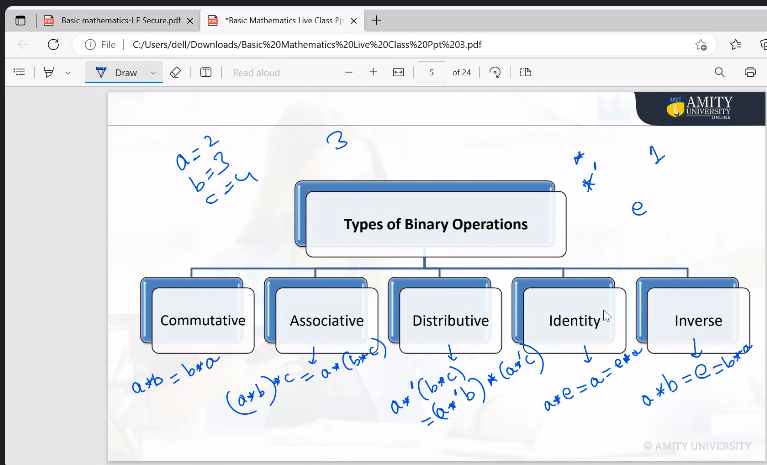 Basic mathematics-LF Secure.pdf
*Basic Mathematics Live Class Pp
File C:/Users/dell/Downloads/Basic%20Mathematics%20Live%20Class%20Ppt%203.pdf
Draw Read aloud 5 of 24
AMITY
UNIVERSITY
ONLINE
a=2
b=3
c=4
3
*
*'
1
e
Types of Binary Operations
Commutative Associative Distributive Identity Inverse
a*b=b*a
(a*b)*c=a*(b*c)
a*'(b*c)
=(a*'b)*(a*'c)
a*e=a=e*a
a*b=e=b*a
© AMITY UNIVERSITY